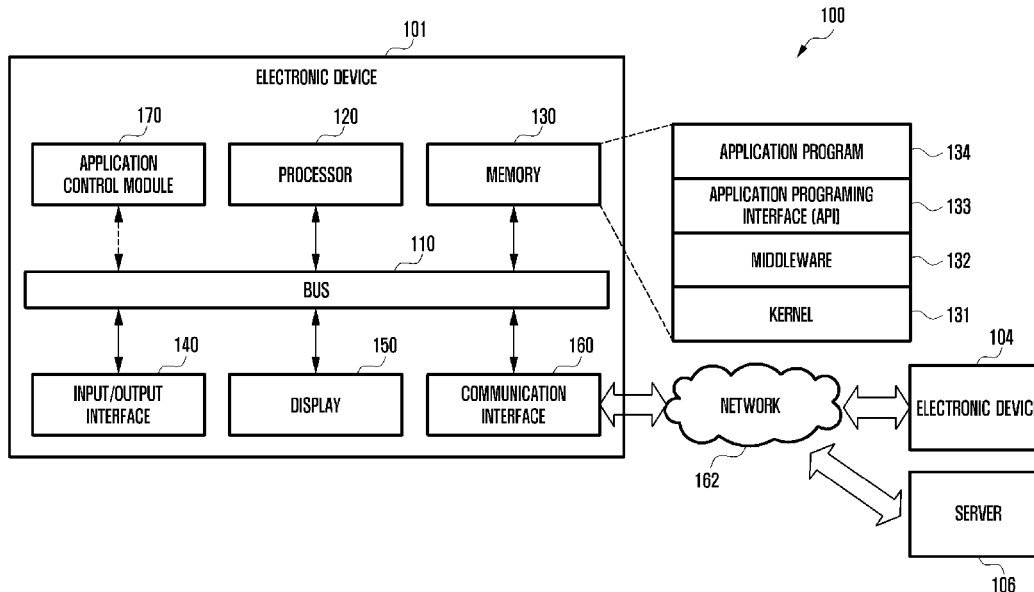 100
101
ELECTRONIC DEVICE
170
120
130
APPLICATION
CONTROL MODULE
PROCESSOR
MEMORY
APPLICATION PROGRAM
134
APPLICATION PROGRAMING
INTERFACE (API)
133
MIDDLEWARE
132
KERNEL
131
110
BUS
140
150
160
INPUT/OUTPUT
INTERFACE
DISPLAY
COMMUNICATION
INTERFACE
NETWORK
162
104
ELECTRONIC DEVICE
SERVER
106